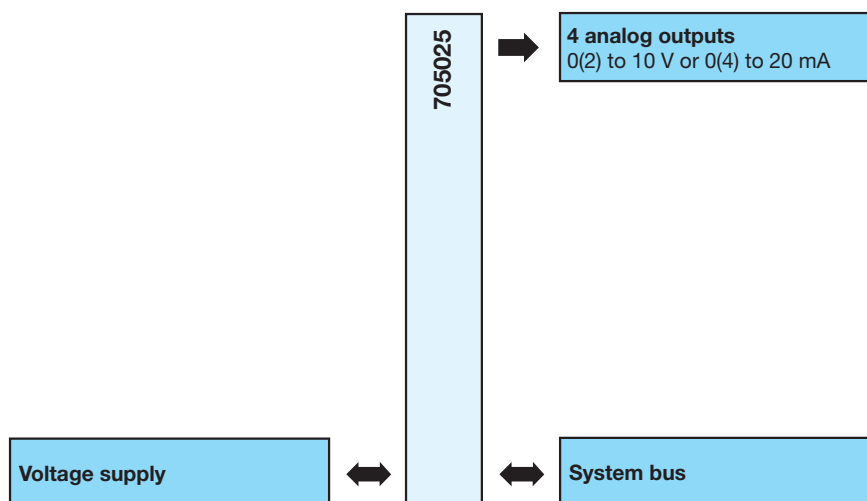 705025
4 analog outputs
0(2) to 10 V or 0(4) to 20 mA
Voltage supply
System bus